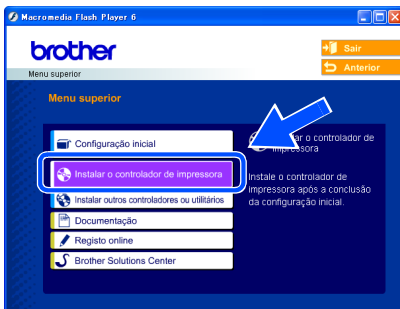 Macromedia Flash Player 6
brother
Sair
Anterior
Menu superior
Menu superior
Configuração inicial
Instalar o controlador de impressora
Instalar outros controladores ou utilitários
Documentação
Registo online
Brother Solutions Center
o controlador de
impressora
Instale o controlador de
impressora após a conclusão
da configuração inicial.